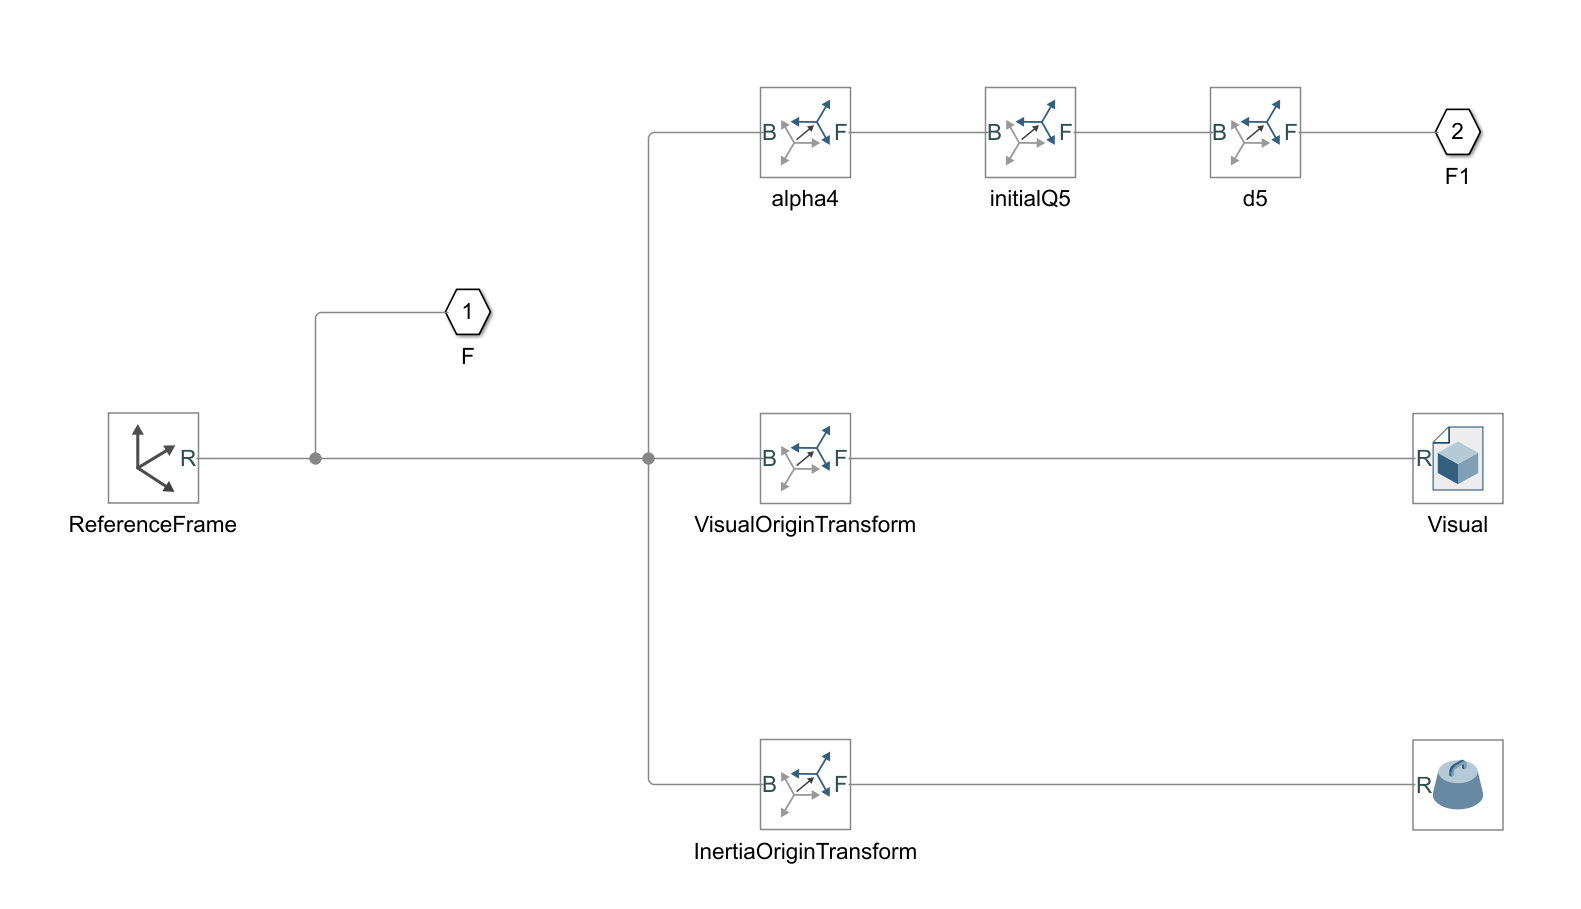 B F B F B F 2
alpha4 initialQ5 d5 F1
1
F
R B F R
ReferenceFrame VisualOriginTransform Visual
B F R
InertiaOriginTransform